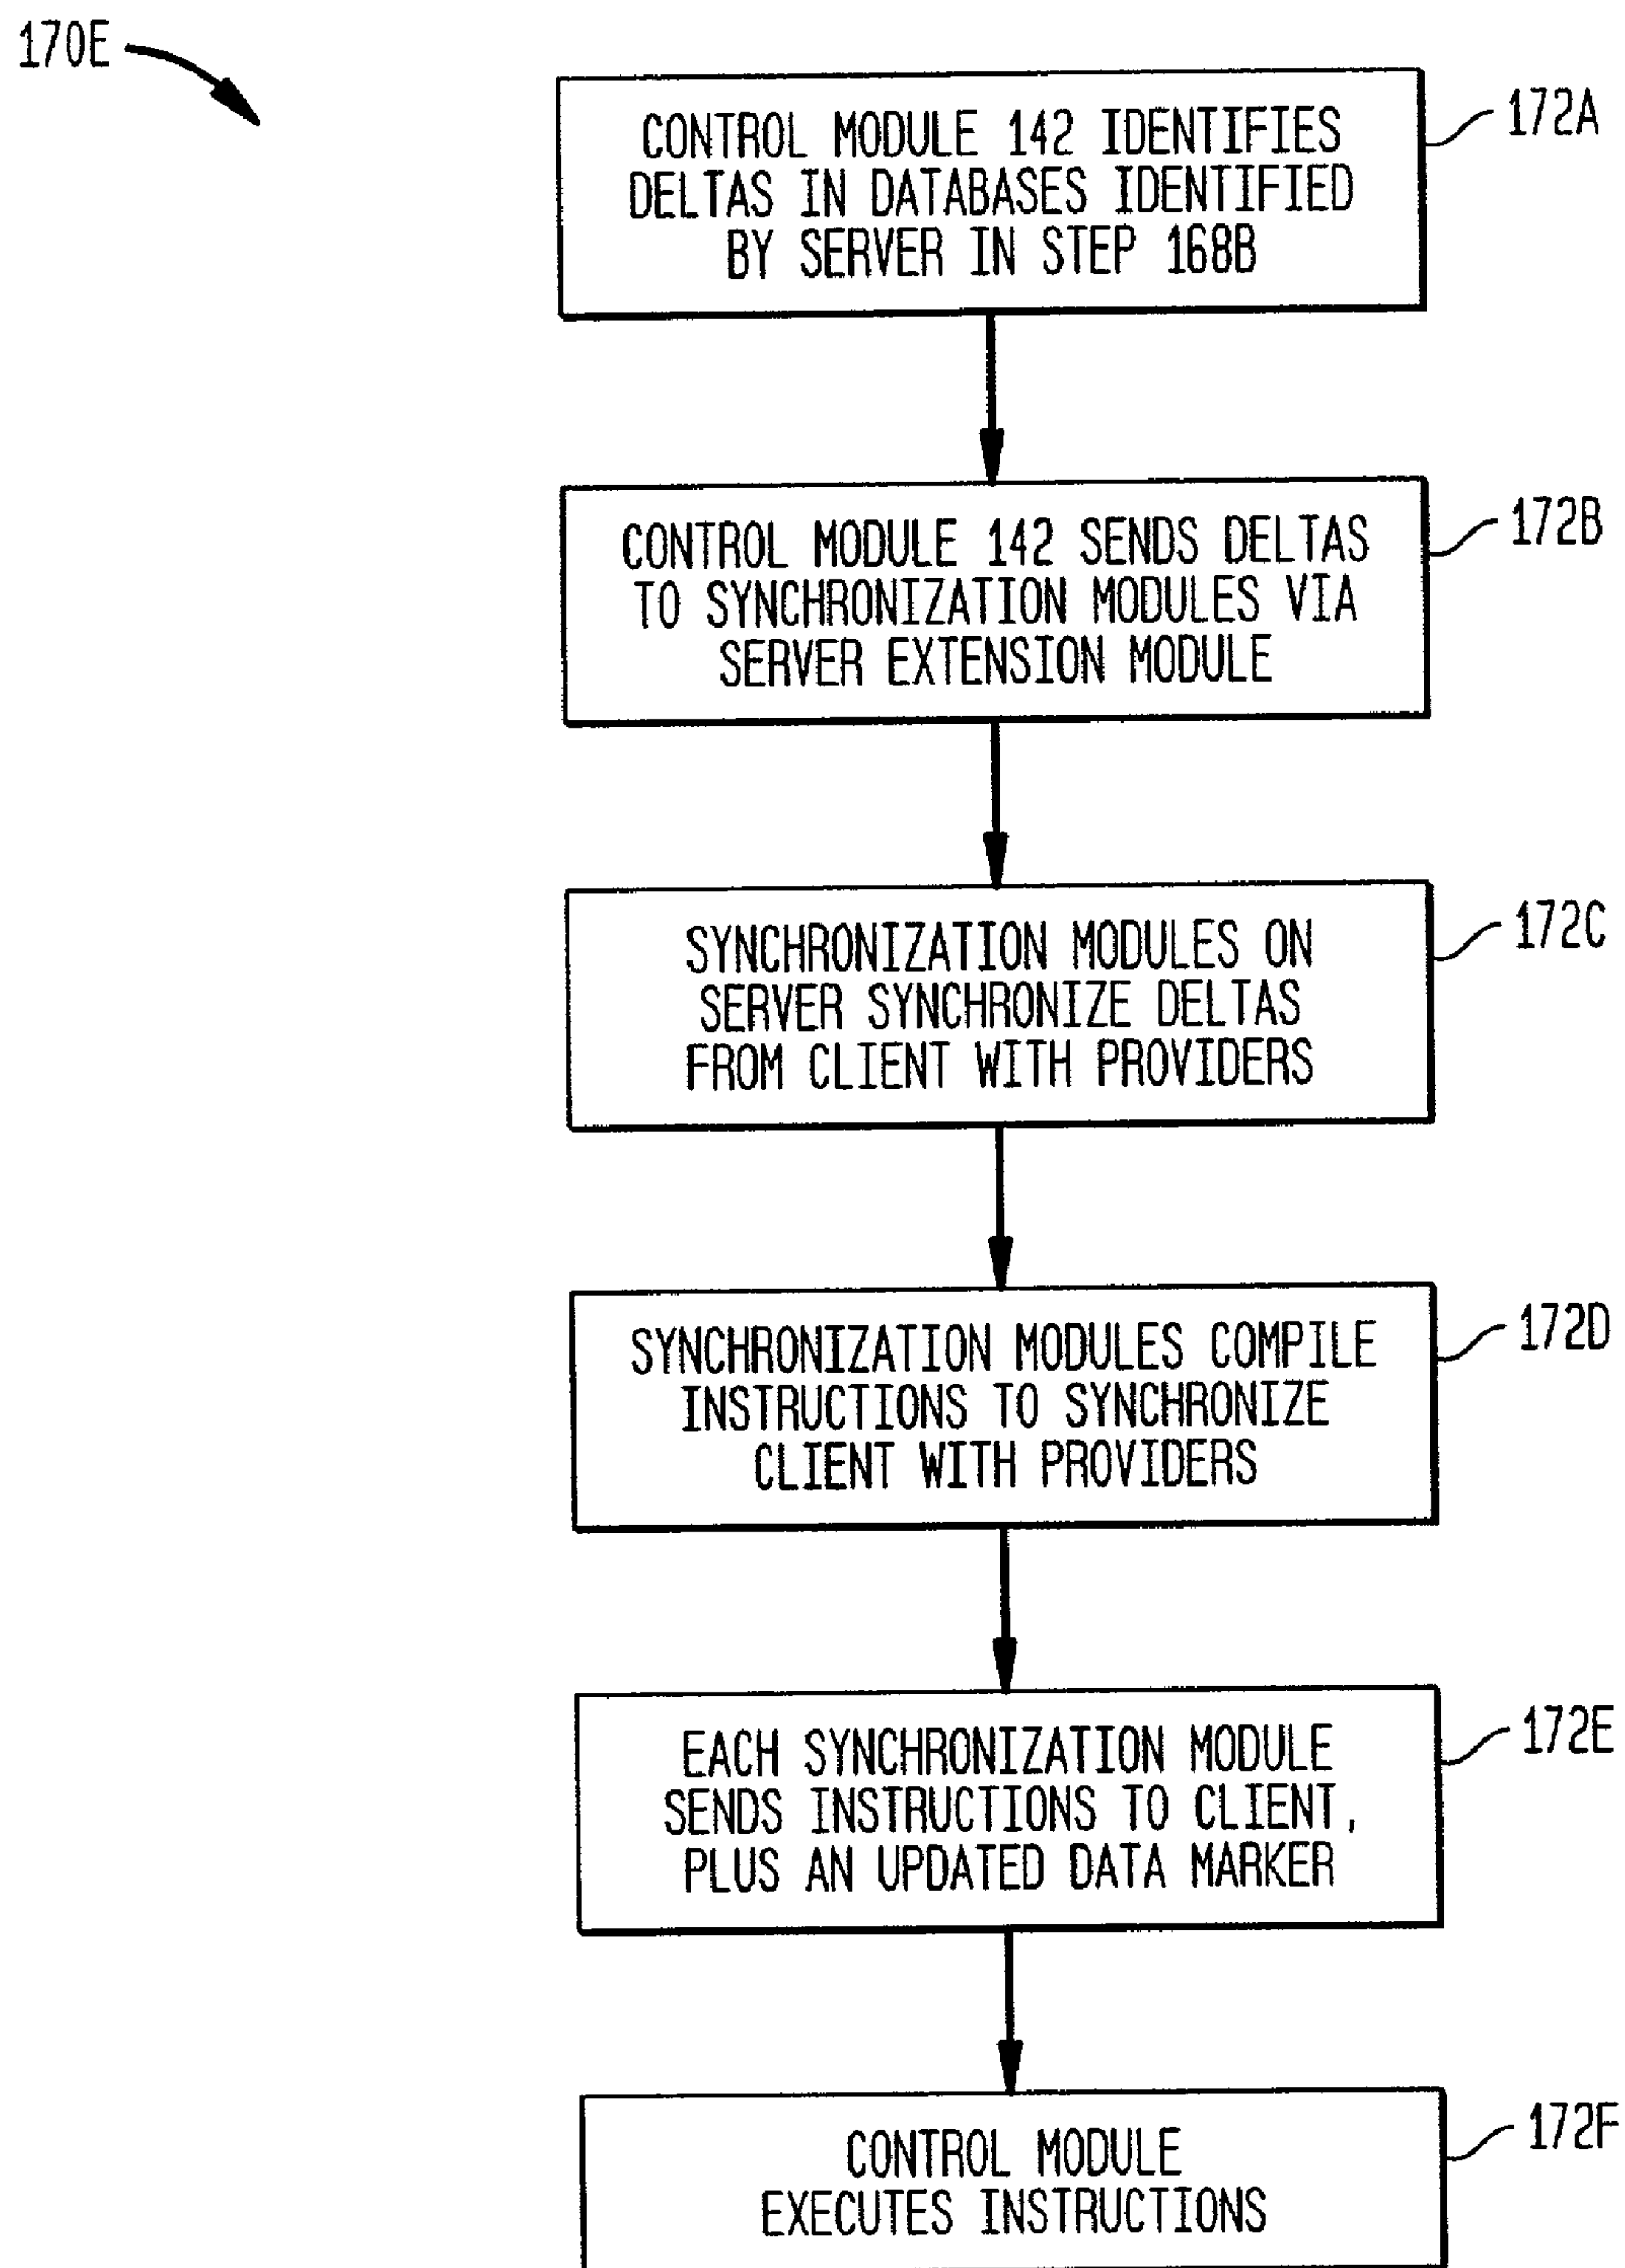 170E
CONTROL MODULE 142 IDENTIFIES
DELTAS IN DATABASES IDENTIFIED
BY SERVER IN STEP 168B
172A
CONTROL MODULE 142 SENDS DELTAS
TO SYNCHRONIZATION MODULES VIA
SERVER EXTENSION MODULE
172B
SYNCHRONIZATION MODULES ON
SERVER SYNCHRONIZE DELTAS
FROM CLIENT WITH PROVIDERS
172C
SYNCHRONIZATION MODULES COMPILE
INSTRUCTIONS TO SYNCHRONIZE
CLIENT WITH PROVIDERS
172D
EACH SYNCHRONIZATION MODULE
SENDS INSTRUCTIONS TO CLIENT,
PLUS AN UPDATED DATA MARKER
172E
CONTROL MODULE
EXECUTES INSTRUCTIONS
172F